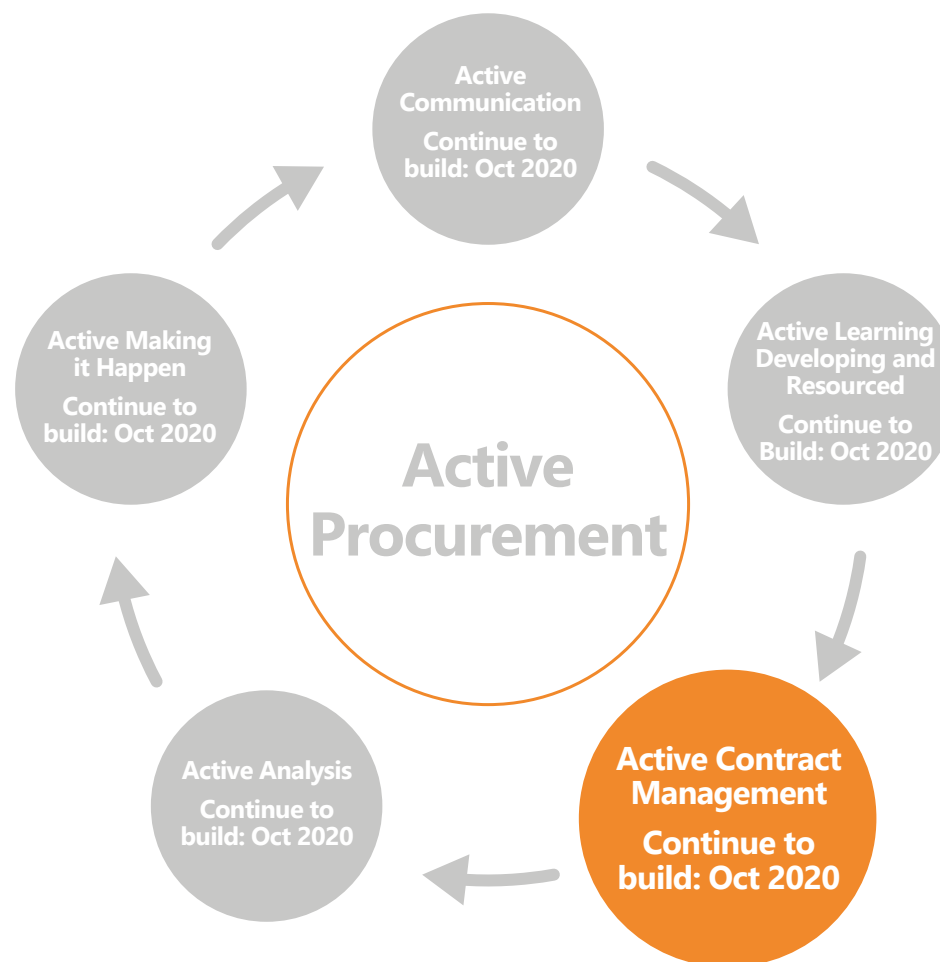 Active
Communication
Continue to
build: Oct 2020
Active Learning
Developing and
Resourced
Continue to
Build: Oct 2020
Active Contract
Management
Continue to
build: Oct 2020
Active Analysis
Continue to
build: Oct 2020
Active Making
it Happen
Continue to
build: Oct 2020
Active
Procurement